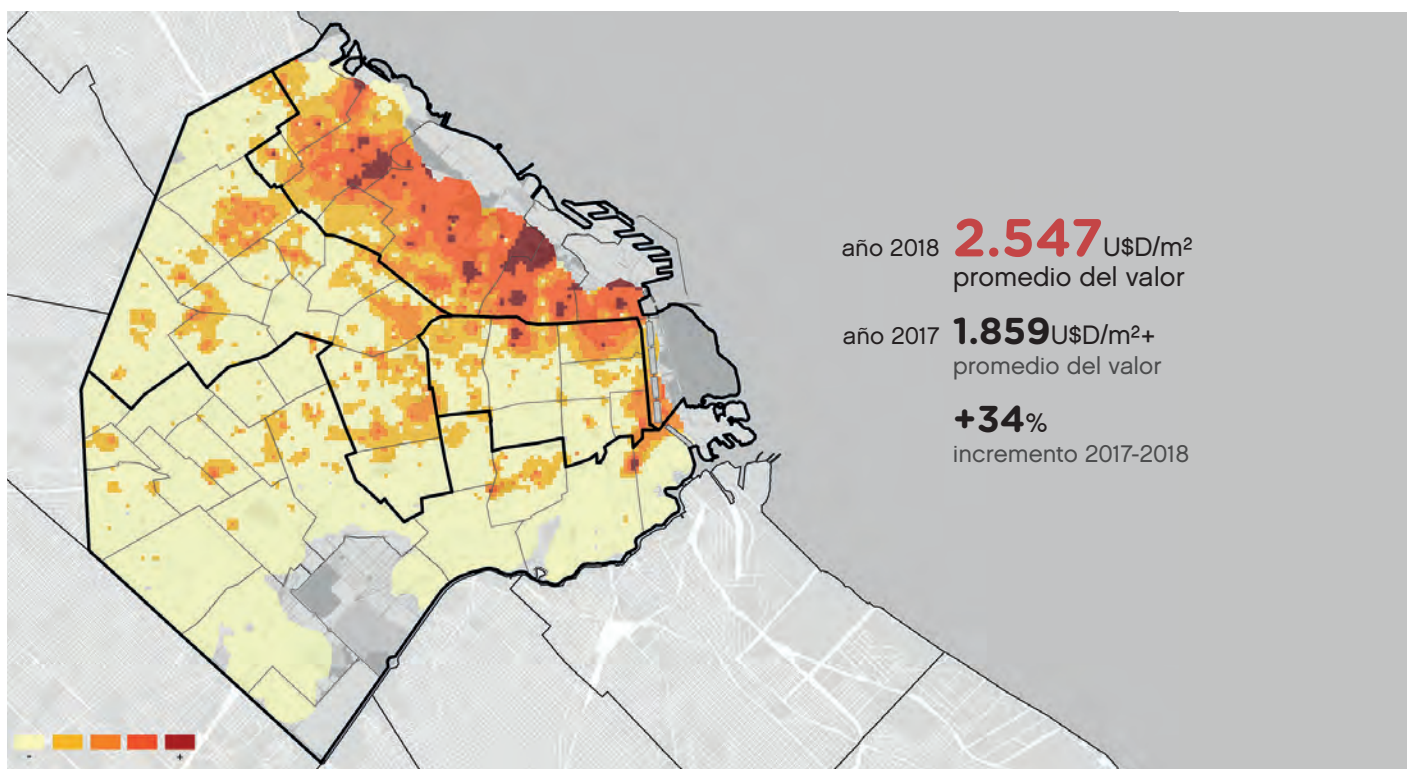 año 2018 2.547 U$D/m²
promedio del valor
año 2017 1.859U$D/m²+
promedio del valor
+34%
incremento 2017-2018
- +